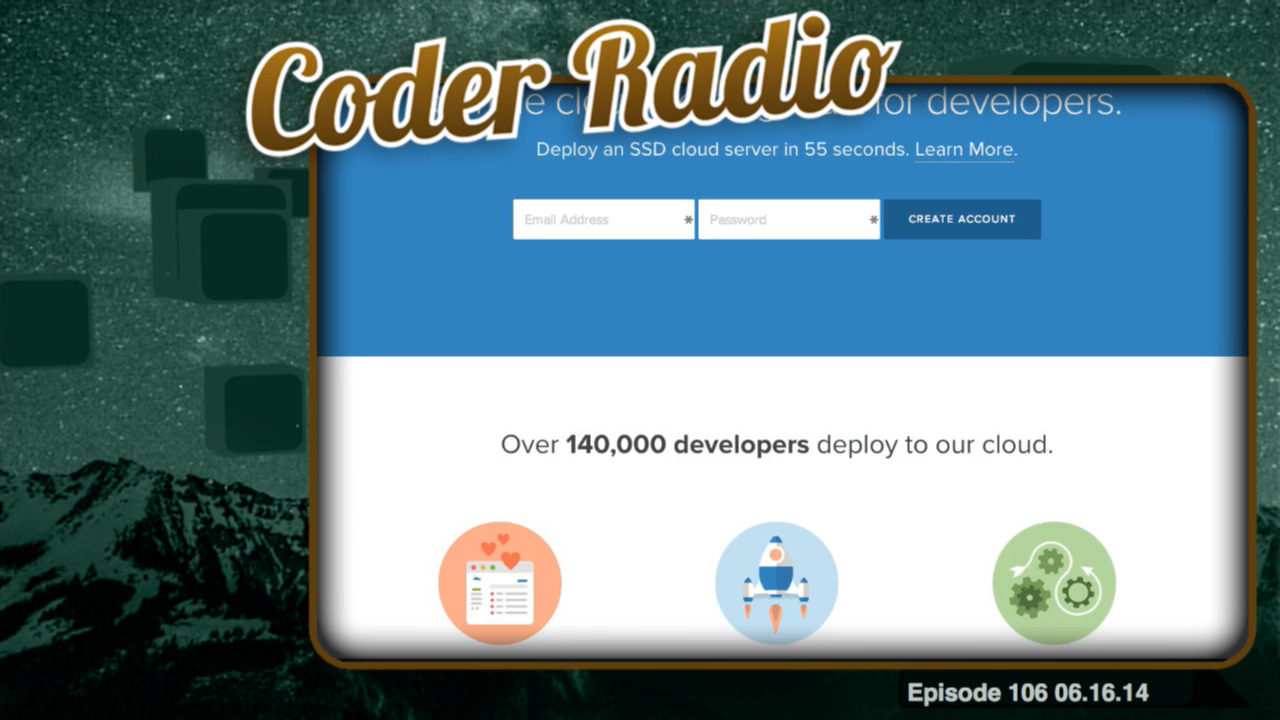 Coder Radio
for developers.
Deploy an SSD cloud server in 55 seconds. Learn More.
Email Address * Password * CREATE ACCOUNT
Over 140,000 developers deploy to our cloud.
Episode 106 06.16.14